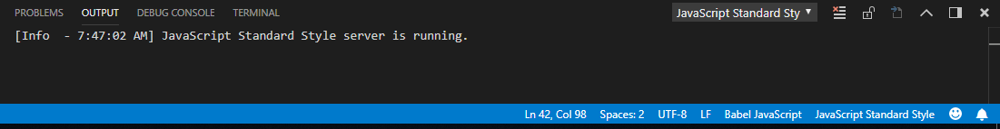 PROBLEMS OUTPUT DEBUG CONSOLE TERMINAL JavaScript Standard Sty
[Info  - 7:47:02 AM] JavaScript Standard Style server is running.
Ln 42, Col 98 Spaces: 2 UTF-8 LF Babel JavaScript JavaScript Standard Style